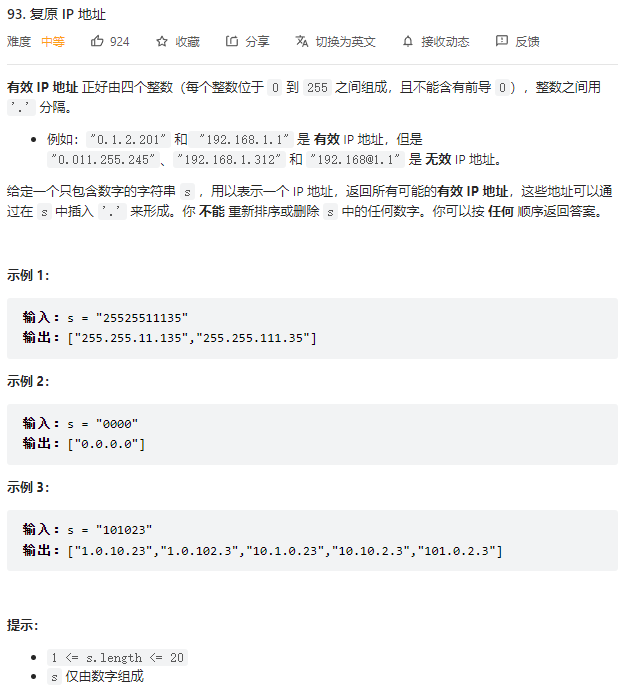 93. 复原 IP 地址
难度 中等 924 收藏 分享 切换为英文 接收动态 反馈
有效 IP 地址 正好由四个整数（每个整数位于 0 到 255 之间组成，且不能含有前导 0），整数之间用
'.' 分隔。
例如："0.1.2.201" 和 "192.168.1.1" 是 有效 IP 地址，但是
"0.011.255.245"、"192.168.1.312" 和 "192.168@1.1" 是 无效 IP 地址。
给定一个只包含数字的字符串 s ，用以表示一个 IP 地址，返回所有可能的有效 IP 地址，这些地址可以通
过在 s 中插入 '.' 来形成。你 不能 重新排序或删除 s 中的任何数字。你可以按 任何 顺序返回答案。
示例 1：
输入：s = "25525511135"
输出：["255.255.11.135","255.255.111.35"]
示例 2：
输入：s = "0000"
输出：["0.0.0.0"]
示例 3：
输入：s = "101023"
输出：["1.0.10.23","1.0.102.3","10.1.0.23","10.10.2.3","101.0.2.3"]
提示：
1 <= s.length <= 20
s 仅由数字组成